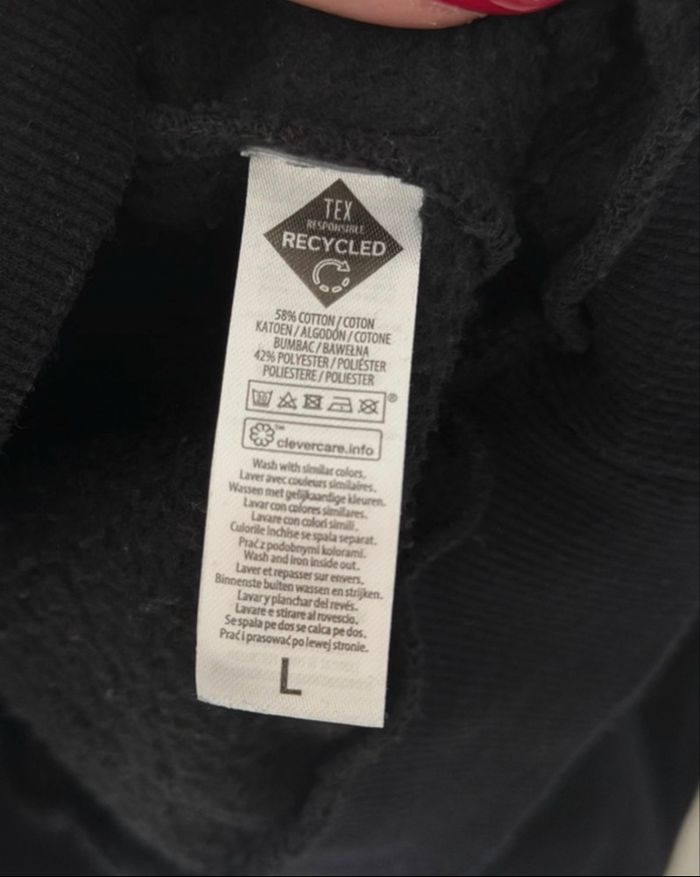 TEX
RESPONSIBLE
RECYCLED
58% COTTON / COTON
KATOEN / ALGODÓN / COTONE
BUMBAC / BAWEŁNA
42% POLYESTER / POLIÉSTER
POLIESTERE / POLIESTER
®
™
clevercare.info
Wash with similar colors.
Laver avec couleurs similaires.
Wassen met gelijkaardige kleuren.
Lavar con colores similares.
Lavare con colori simili.
Culorile inchise se spala separat.
Prać z podobnymi kolorami.
Wash and iron inside out.
Laver et repasser sur envers.
Binnenste buiten wassen en strijken.
Lavar y planchar del revés.
Lavare e stirare al rovescio.
Se spala pe dos se calca pe dos.
Prać i prasować po lewej stronie.
L